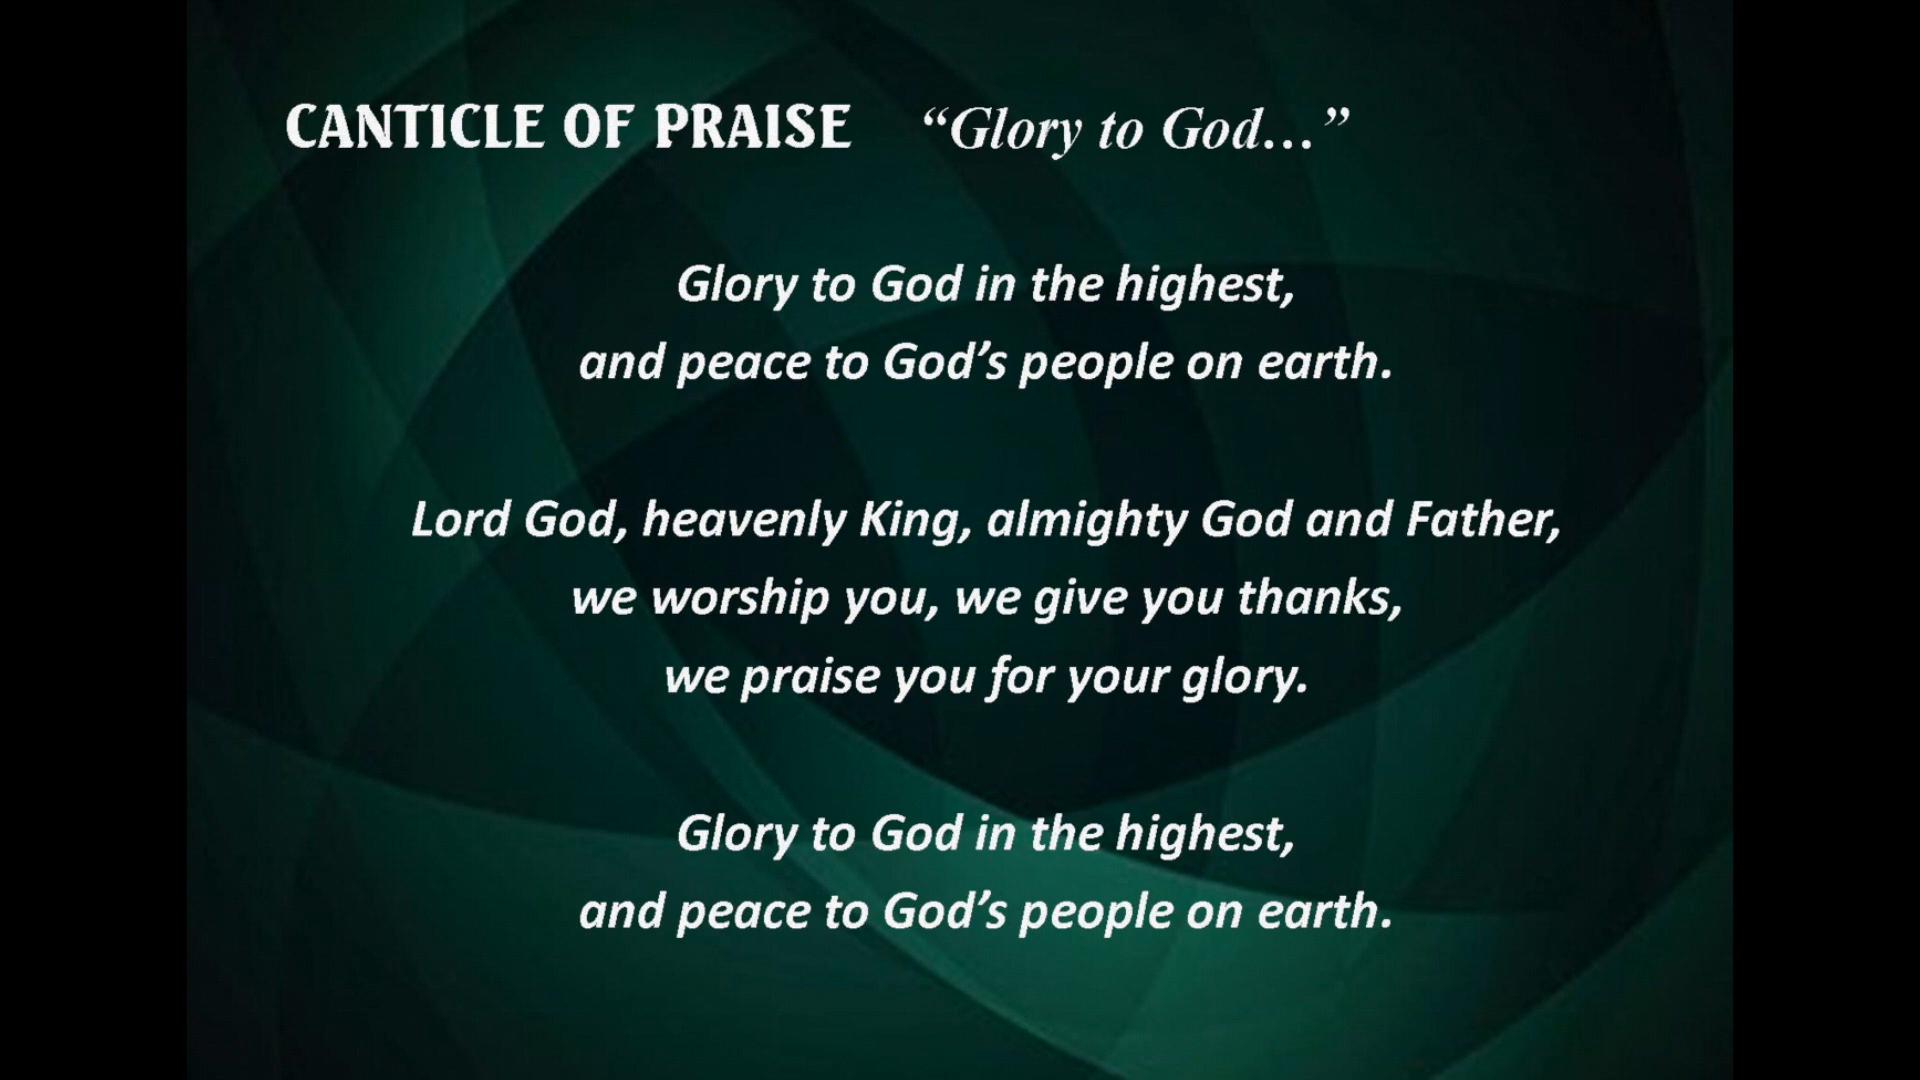 CANTICLE OF PRAISE “Glory to God…”
Glory to God in the highest,
and peace to God’s people on earth.
Lord God, heavenly King, almighty God and Father,
we worship you, we give you thanks,
we praise you for your glory.
Glory to God in the highest,
and peace to God’s people on earth.